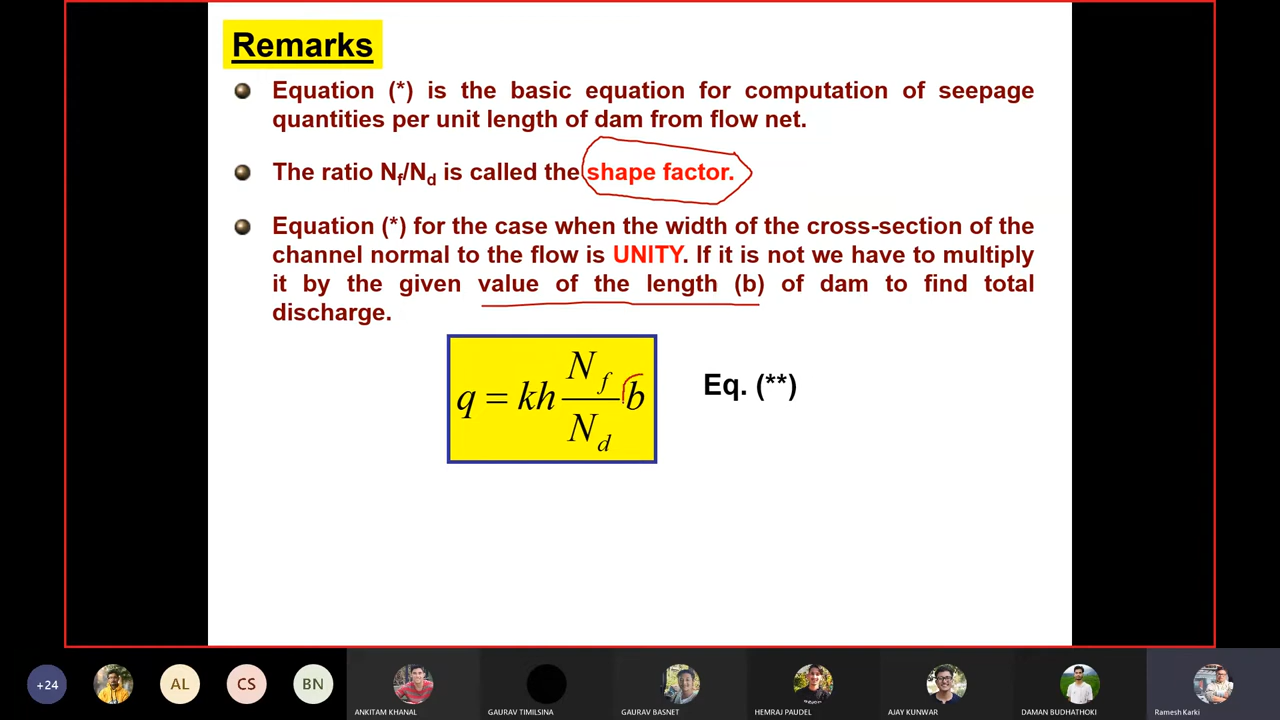 Remarks
Equation (*) is the basic equation for computation of seepage
quantities per unit length of dam from flow net.
The ratio Nf/Nd is called the shape factor.
Equation (*) for the case when the width of the cross-section of the
channel normal to the flow is UNITY. If it is not we have to multiply
it by the given value of the length (b) of dam to find total
discharge.
q = kh Nf/Nd b
Eq. (**)
+24
AL
CS
BN
ANKITAM KHANAL
GAURAV TIMILSINA
GAURAV BASNET
HEMRAJ PAUDEL
AJAY KUNWAR
DAMAN BUDHATHOKI
Ramesh Karki